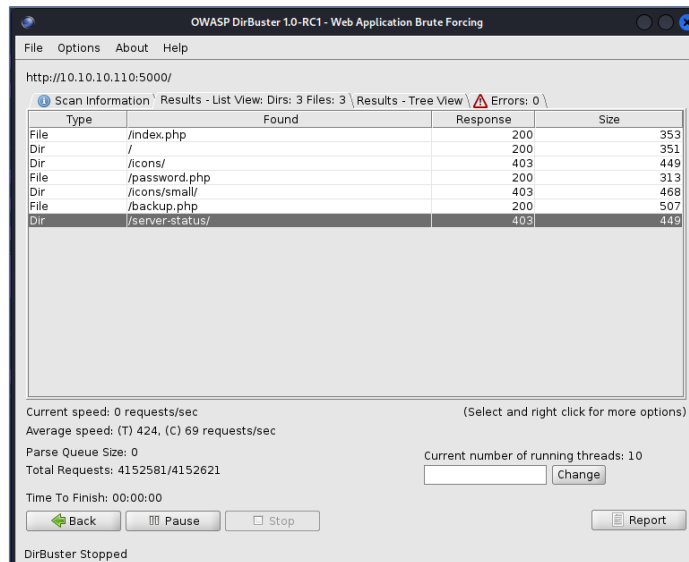 OWASP DirBuster 1.0-RC1 - Web Application Brute Forcing
File Options About Help
http://10.10.10.110:5000/
Scan Information Results - List View: Dirs: 3 Files: 3 Results - Tree View Errors: 0
Type Found Response Size
File /index.php 200 353
Dir / 200 351
Dir /icons/ 403 449
File /password.php 200 313
Dir /icons/small/ 403 468
File /backup.php 200 507
Dir /server-status/ 403 449
Current speed: 0 requests/sec (Select and right click for more options)
Average speed: (T) 424, (C) 69 requests/sec
Parse Queue Size: 0 Current number of running threads: 10
Total Requests: 4152581/4152621 Change
Time To Finish: 00:00:00
Back Pause Stop Report
DirBuster Stopped